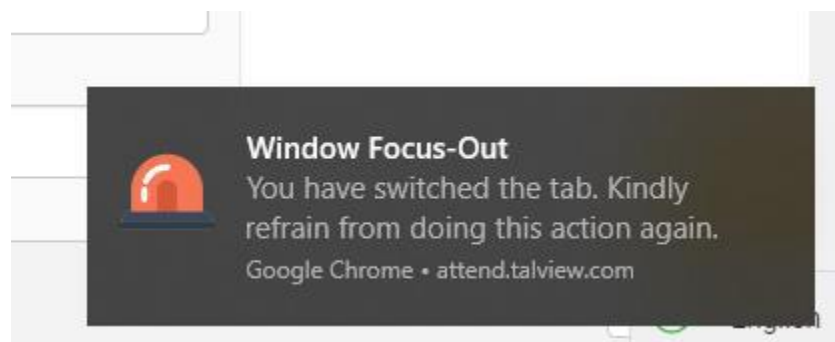 Window Focus-Out
You have switched the tab. Kindly
refrain from doing this action again.
Google Chrome • attend.talview.com
English